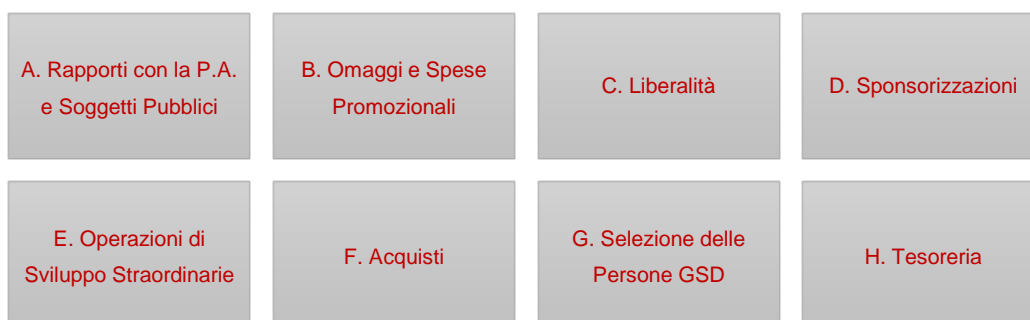 A. Rapporti con la P.A.
e Soggetti Pubblici
B. Omaggi e Spese
Promozionali
C. Liberalità
D. Sponsorizzazioni
E. Operazioni di
Sviluppo Straordinarie
F. Acquisti
G. Selezione delle
Persone GSD
H. Tesoreria